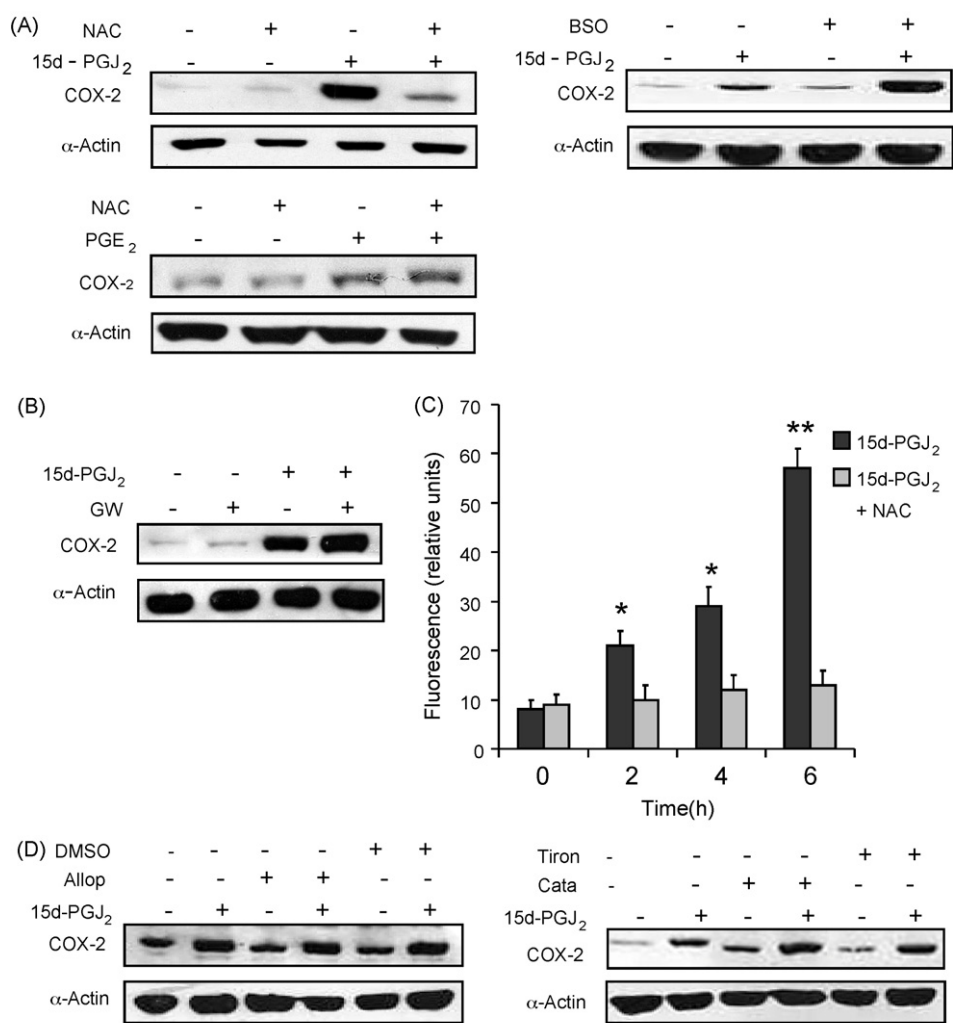 (A)
NAC - + - +
15d - PGJ2 - - + +
COX-2
α-Actin
BSO - - + +
15d - PGJ2 - + - +
COX-2
α-Actin
NAC - + - +
PGE 2 - - + +
COX-2
α-Actin
(B)
15d-PGJ2 - - + +
GW - + - +
COX-2
α-Actin
(C)
Fluorescence (relative units)
70
60
50
40
30
20
10
0
* * **
15d-PGJ2
15d-PGJ2
+ NAC
0 2 4 6
Time(h)
(D)
DMSO - - - - + +
Allop - - + + - -
15d-PGJ2 - + - + - +
COX-2
α-Actin
Tiron - - - - + +
Cata - - + + - -
15d-PGJ2 - + - + - +
COX-2
α-Actin